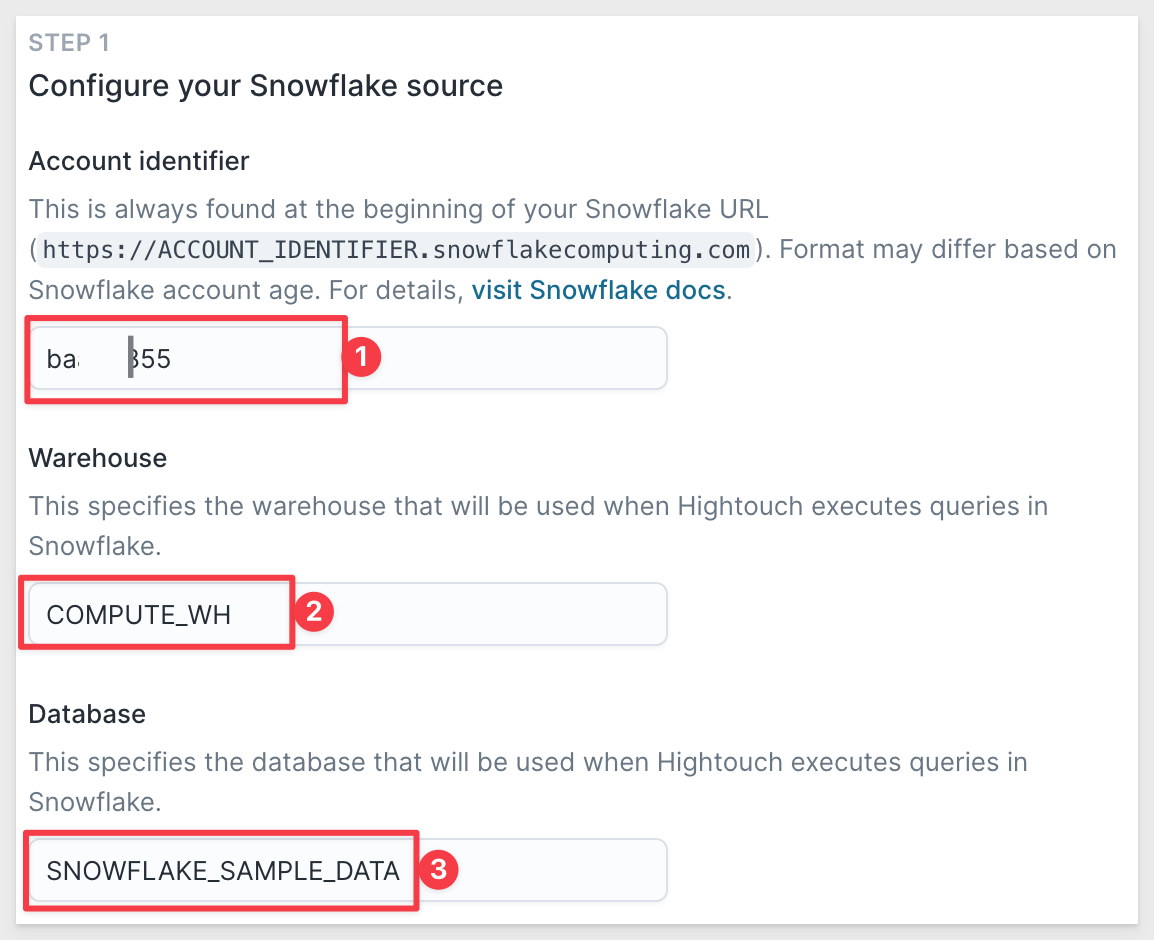 STEP 1
Configure your Snowflake source
Account identifier
This is always found at the beginning of your Snowflake URL
(https://ACCOUNT_IDENTIFIER.snowflakecomputing.com). Format may differ based on
Snowflake account age. For details, visit Snowflake docs.
1
Warehouse
This specifies the warehouse that will be used when Hightouch executes queries in
Snowflake.
COMPUTE_WH 2
Database
This specifies the database that will be used when Hightouch executes queries in
Snowflake.
SNOWFLAKE_SAMPLE_DATA 3